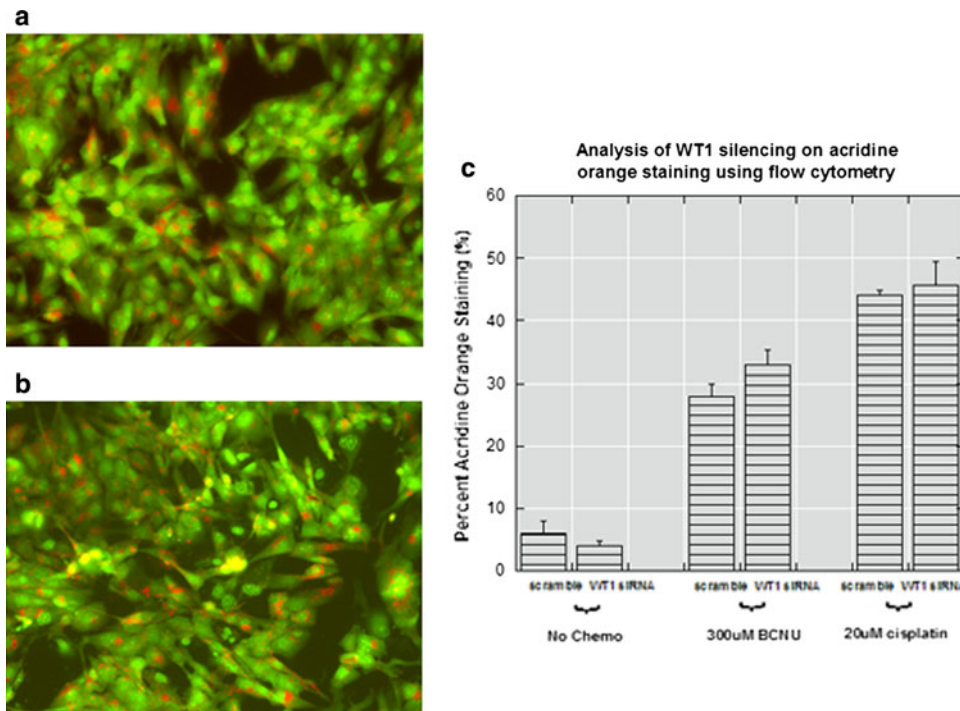 a
b
c
Analysis of WT1 silencing on acridine
orange staining using flow cytometry
Percent Acridine Orange Staining (%)
60
50
40
30
20
10
0
scramble WT1 siRNA scramble WT1 siRNA scramble WT1 siRNA
No Chemo 300uM BCNU 20uM cisplatin